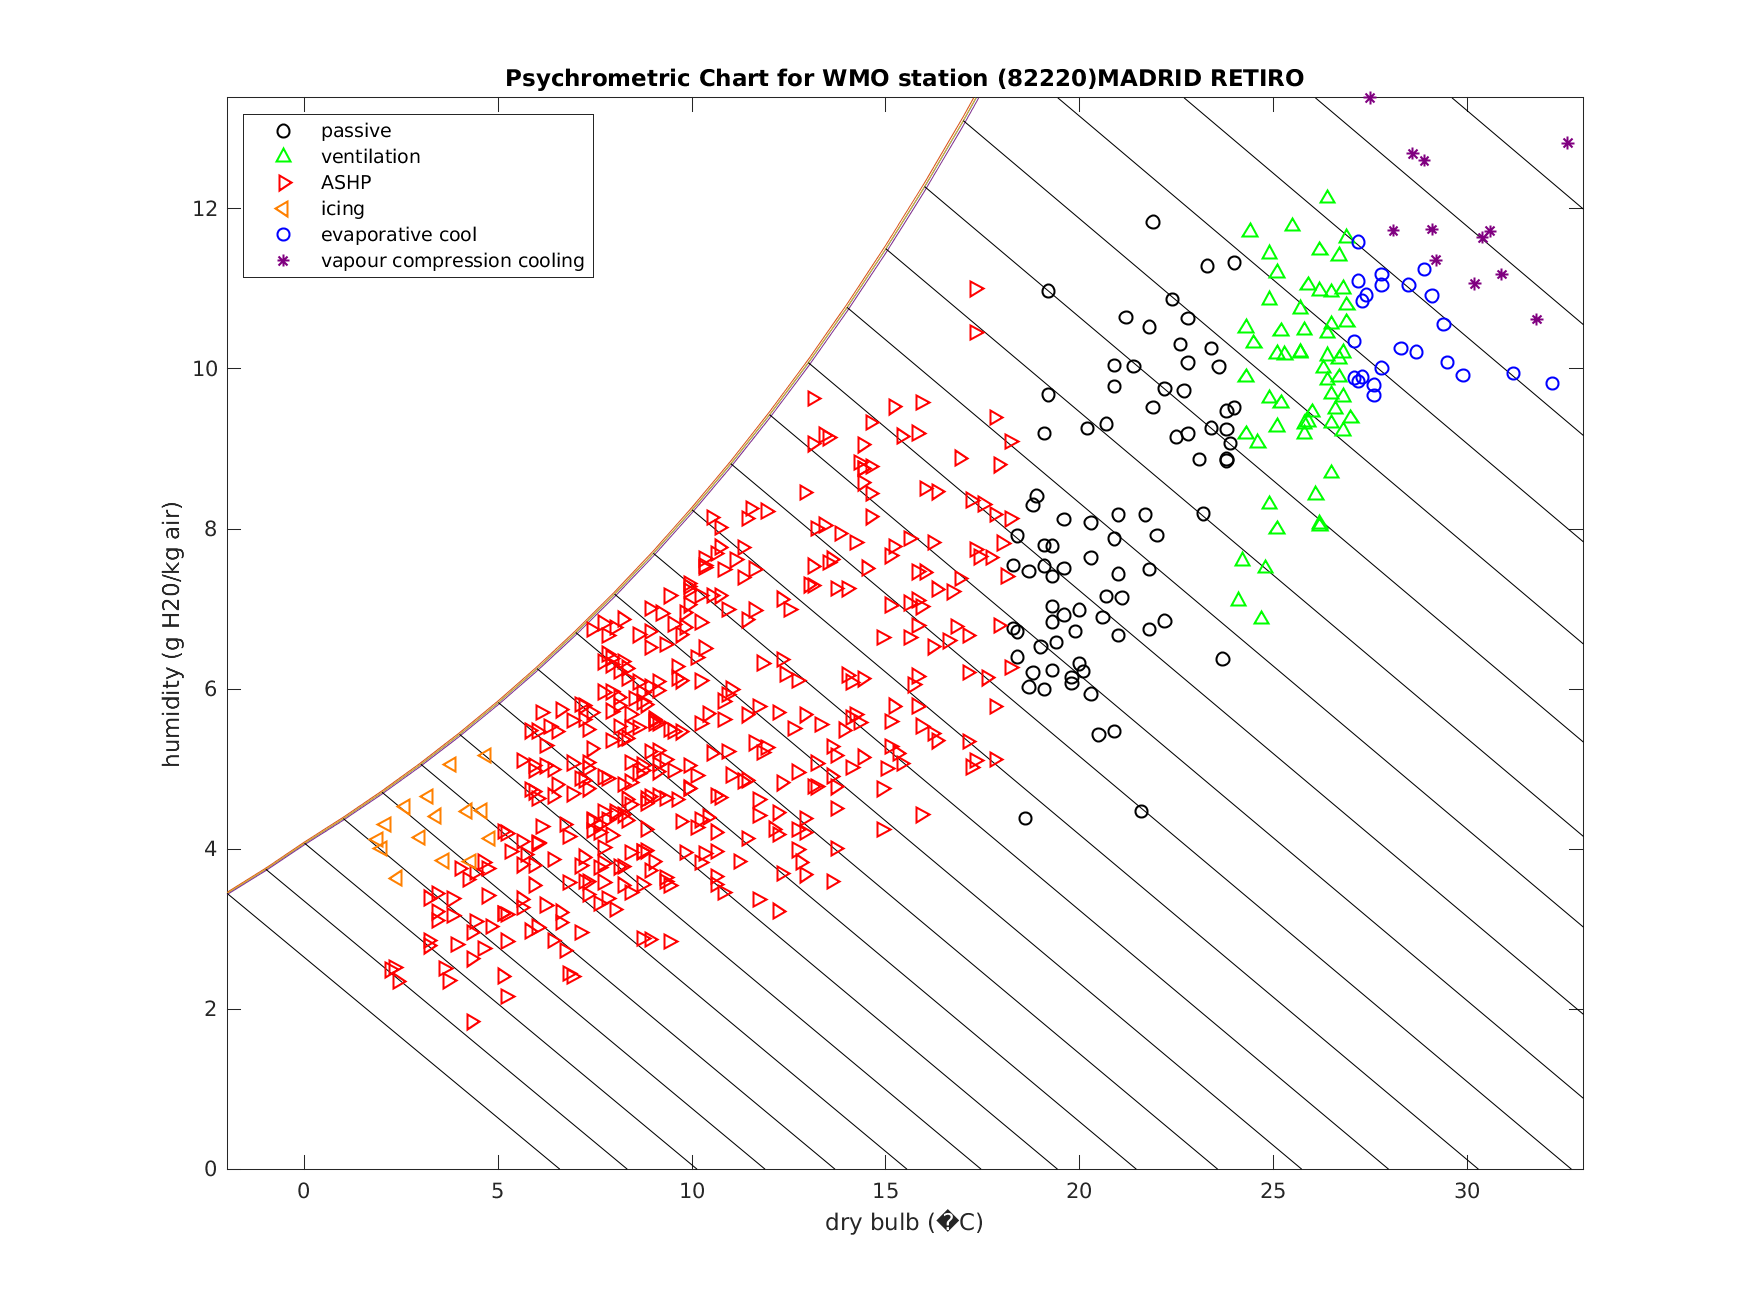 Psychrometric Chart for WMO station (82220)MADRID RETIRO
passive
ventilation
ASHP
icing
evaporative cool
vapour compression cooling
humidity (g H20/kg air)
12
10
8
6
4
2
0
0 5 10 15 20 25 30
dry bulb (�C)